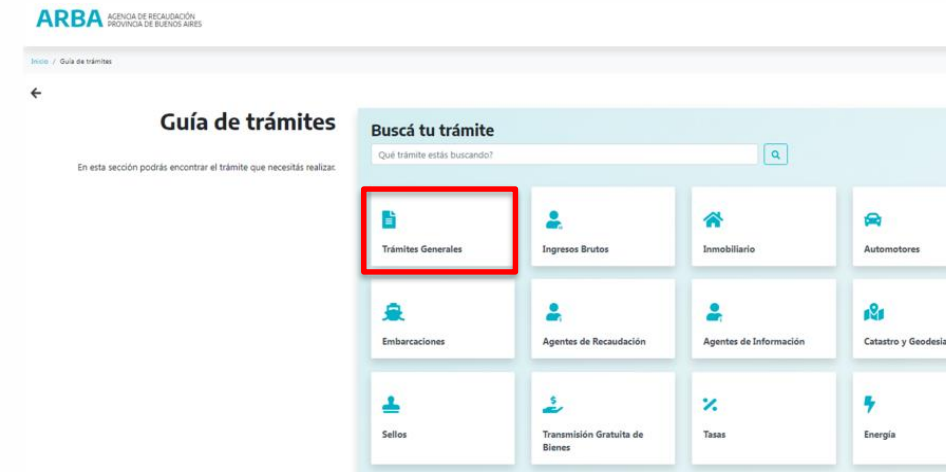 ARBA AGENCIA DE RECAUDACIÓN
PROVINCIA DE BUENOS AIRES
Inicio / Guía de trámites
Guía de trámites
En esta sección podrás encontrar el trámite que necesitás realizar.
Buscá tu trámite
Qué trámite estás buscando?
Trámites Generales
Ingresos Brutos
Inmobiliario
Automotores
Embarcaciones
Agentes de Recaudación
Agentes de Información
Catastro y Geodesia
Sellos
Transmisión Gratuita de
Bienes
Tasas
Energía